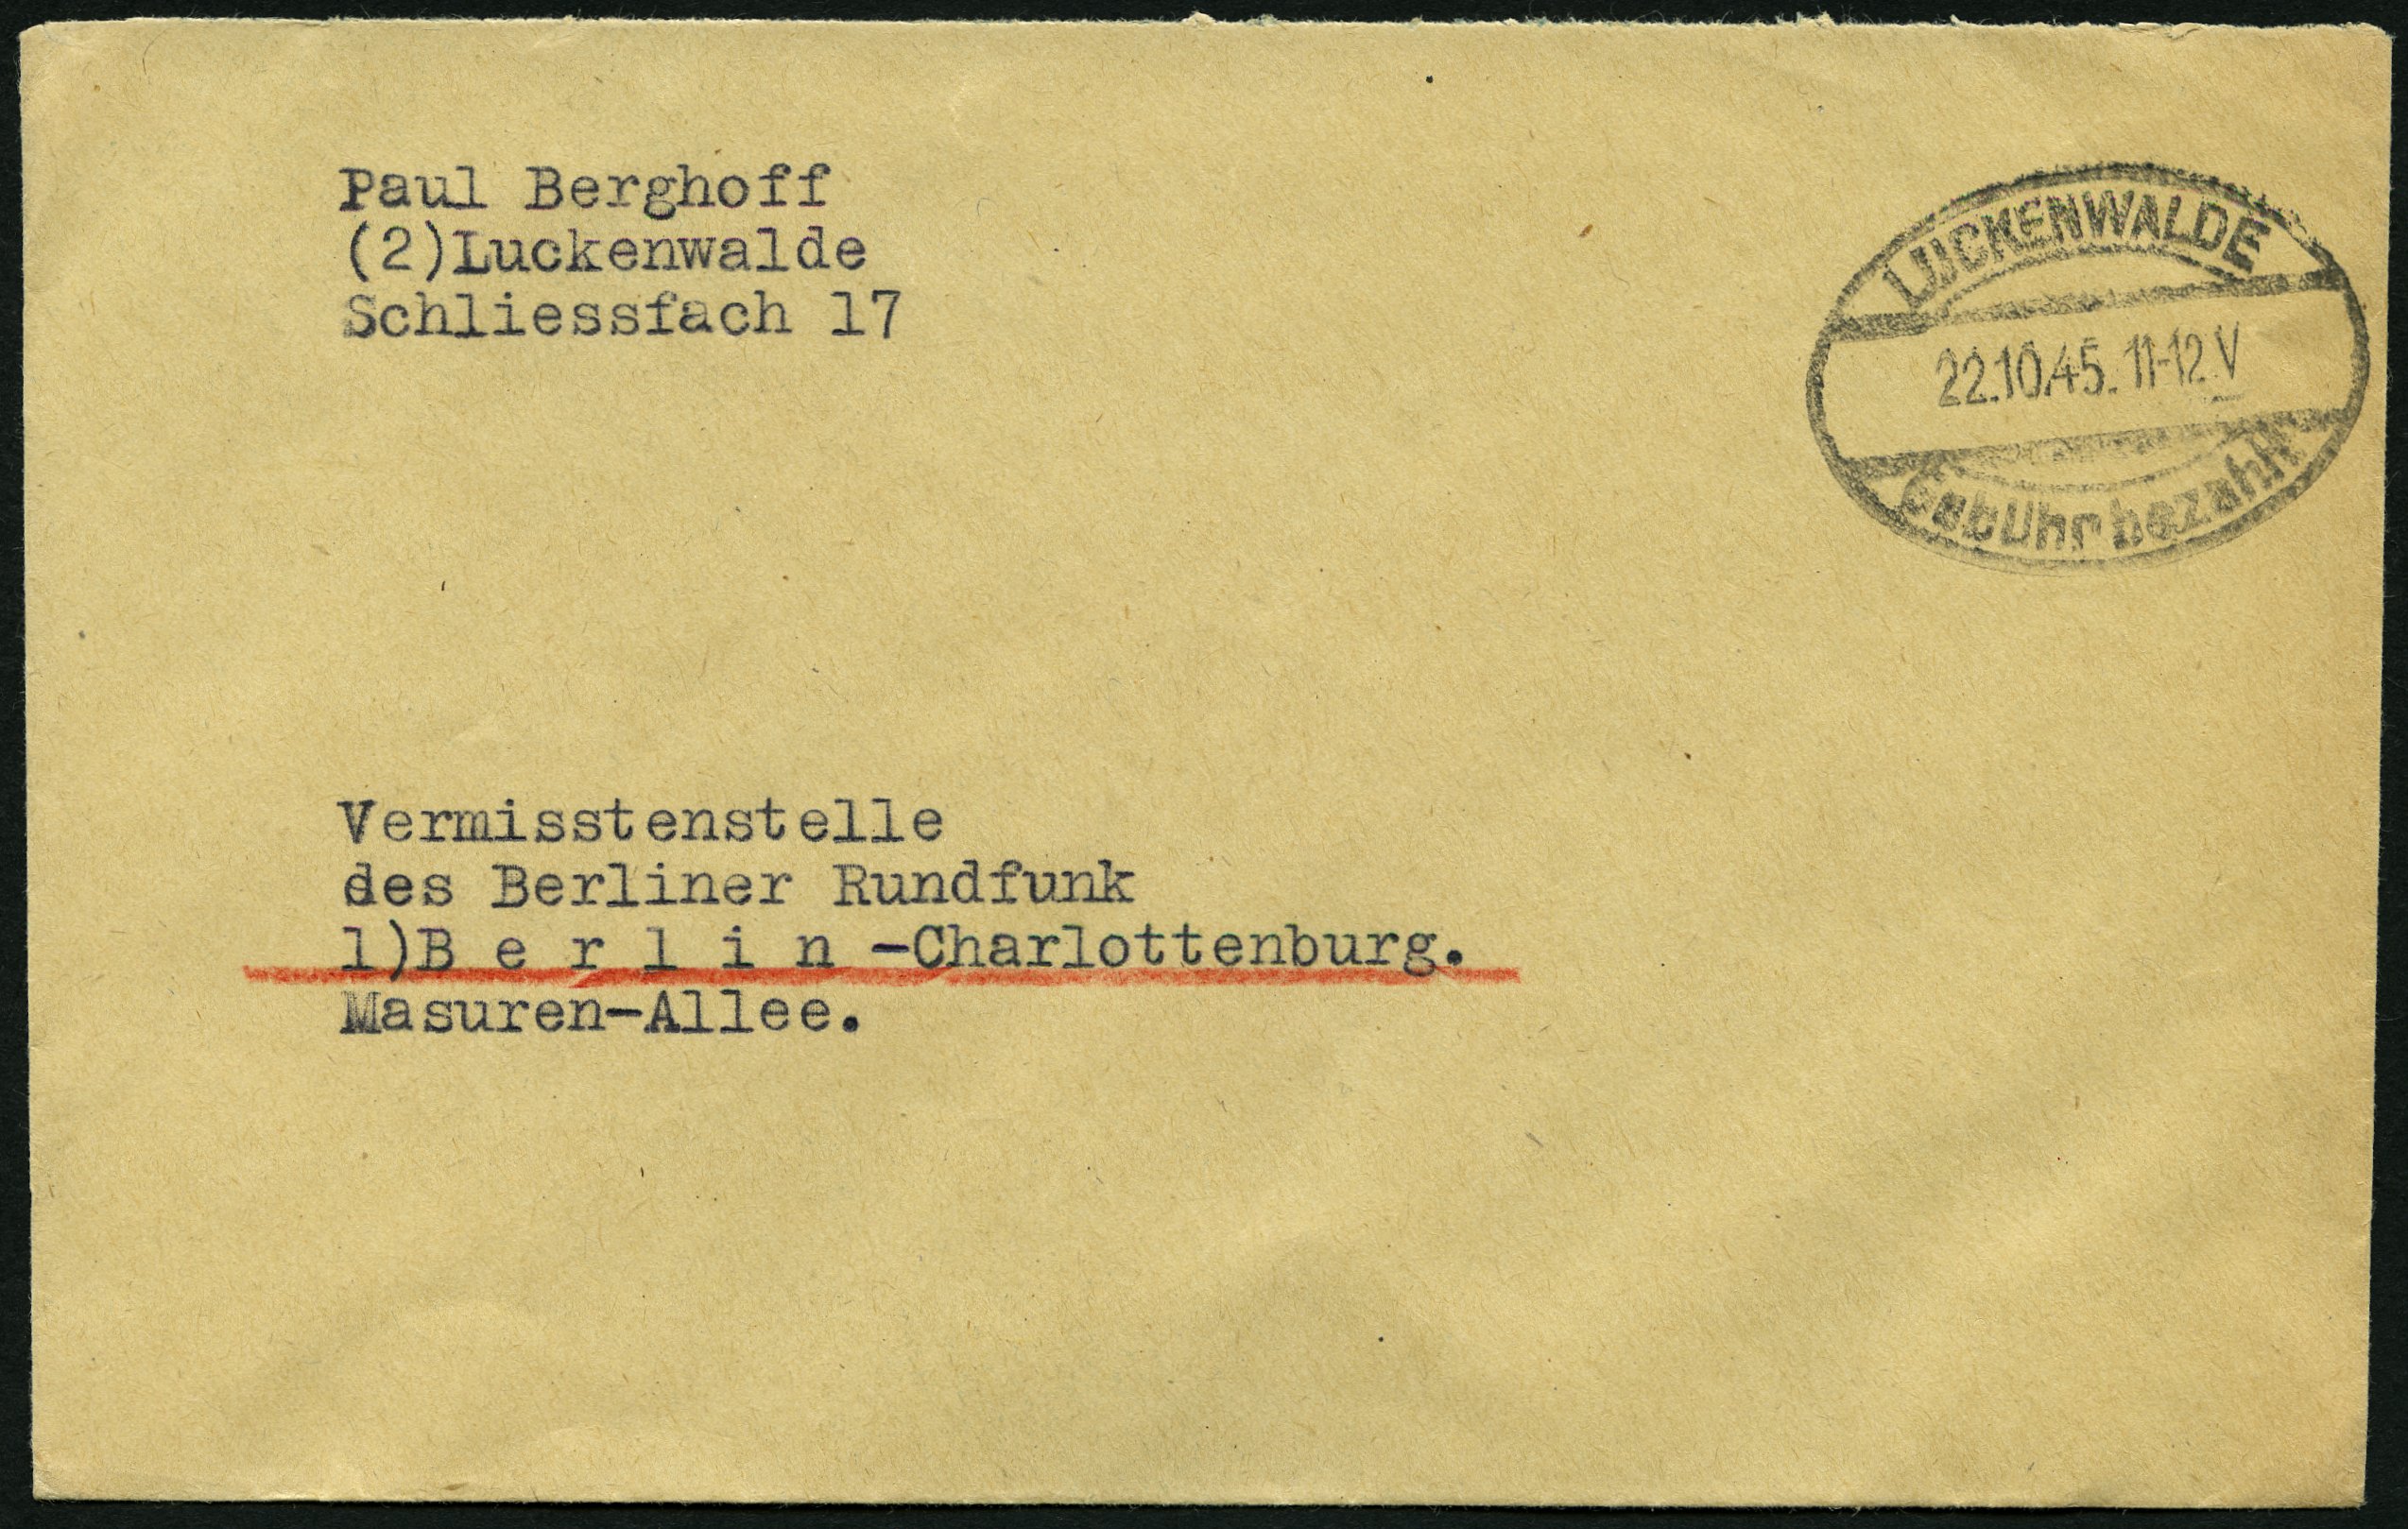 Paul Berghoff
(2)Luckenwalde
Schliessfach 17
LUCKENWALDE
22.10.45. 11-12 V
Gebühr bezahlt
Vermisstenstelle
des Berliner Rundfunk
1)B e r l i n -Charlottenburg.
Masuren-Allee.